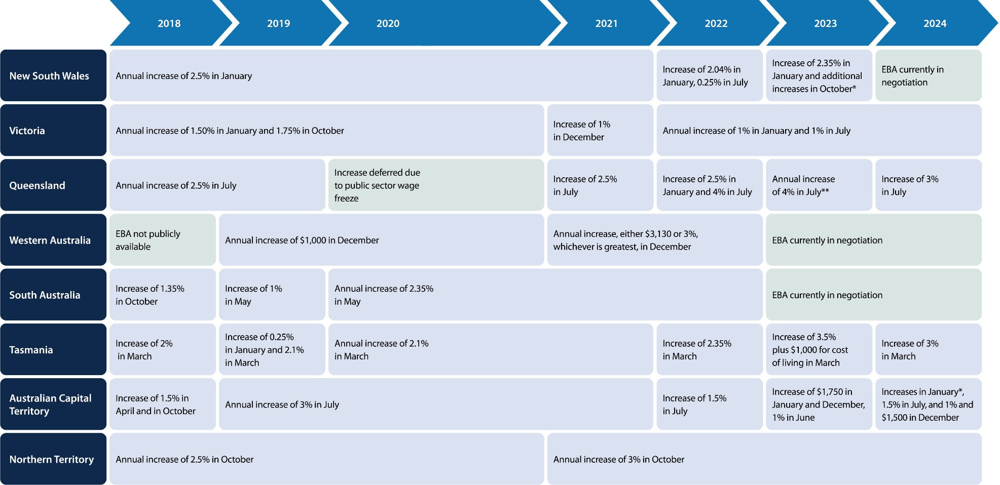 2018
2019
2020
2021
2022
2023
2024
New South Wales
Annual increase of 2.5% in January
Increase of 2.04% in
January, 0.25% in July
Increase of 2.35% in
January and additional
increases in October*
EBA currently in
negotiation
Victoria
Annual increase of 1.50% in January and 1.75% in October
Increase of 1%
in December
Annual increase of 1% in January and 1% in July
Queensland
Annual increase of 2.5% in July
Increase deferred due
to public sector wage
freeze
Increase of 2.5%
in July
Increase of 2.5% in
January and 4% in July
Annual increase
of 4% in July**
Increase of 3%
in July
Western Australia
EBA not publicly
available
Annual increase of $1,000 in December
Annual increase, either $3,130 or 3%,
whichever is greatest, in December
EBA currently in negotiation
South Australia
Increase of 1.35%
in October
Increase of 1%
in May
Annual increase of 2.35%
in May
EBA currently in negotiation
Tasmania
Increase of 2%
in March
Increase of 0.25%
in January and 2.1%
in March
Annual increase of 2.1%
in March
Increase of 2.35%
in March
Increase of 3.5%
plus $1,000 for cost
of living in March
Increase of 3%
in March
Australian Capital
Territory
Increase of 1.5% in
April and in October
Annual increase of 3% in July
Increase of 1.5%
in July
Increase of $1,750 in
January and December,
1% in June
Increases in January*,
1.5% in July, and 1% and
$1,500 in December
Northern Territory
Annual increase of 2.5% in October
Annual increase of 3% in October